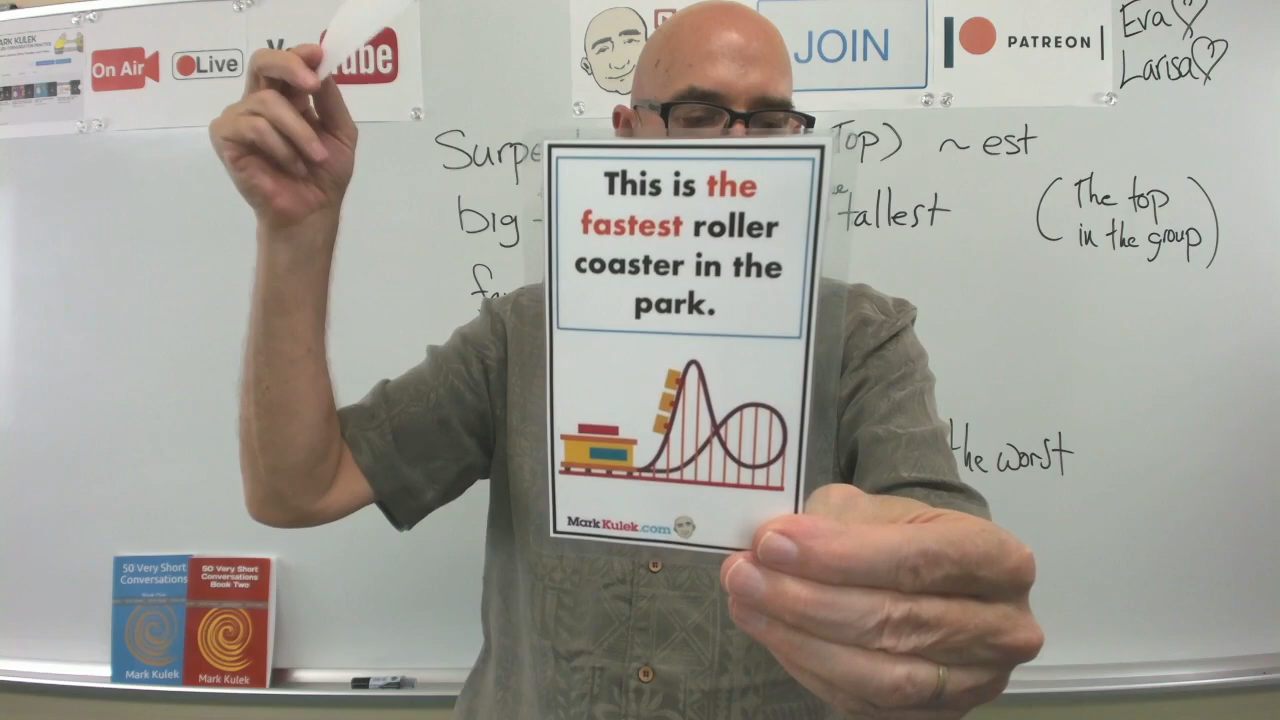 ARK KULEK
On Air
Live
JOIN
PATREON
Eva
Larisa
~est
big
tallest
(The top
in the group)
the worst
This is the
fastest roller
coaster in the
park.
MarkKulek.com
50 Very Short
Conversations
Mark Kulek
50 Very Short
Conversations
Book Two
Mark Kulek